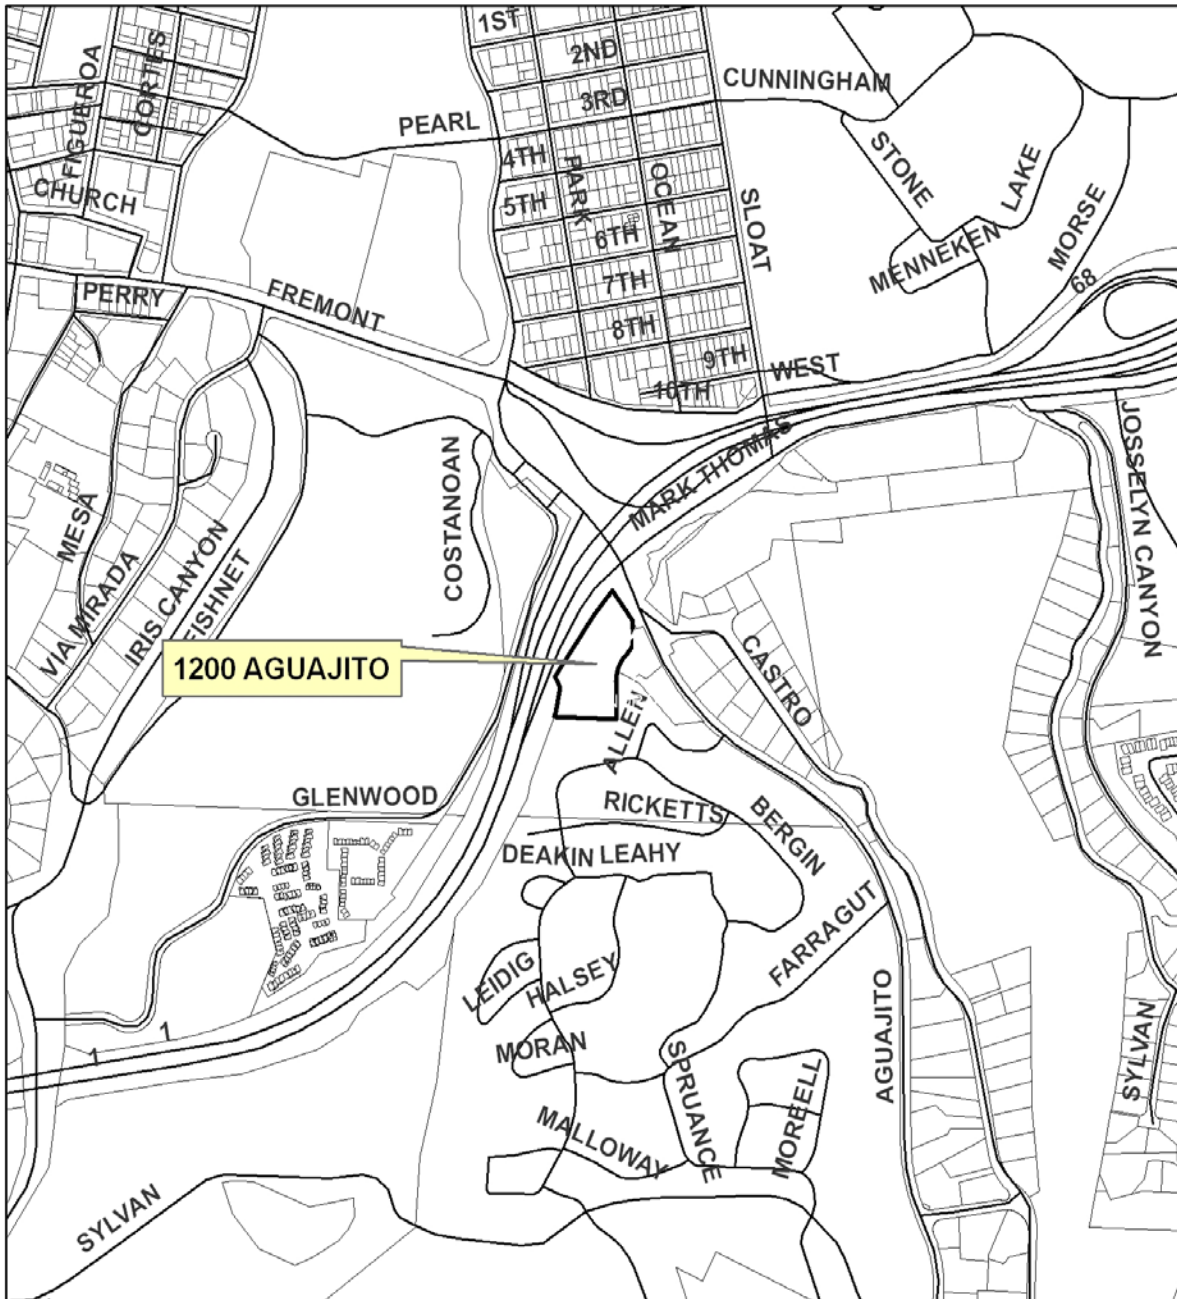 1ST
2ND
FIGUEROA
CORTES
CUNNINGHAM
3RD
PEARL
4TH
PARK
OCEAN
STONE
LAKE
CHURCH
5TH
SLOAT
MORSE
6TH
MENNEKEN
7TH
68
PERRY
FREMONT
8TH
9TH
WEST
10TH
JOSSELYN CANYON
MARK THOMAS
COSTANOAN
MESA
VIA MIRADA
IRIS CANYON
FISHNET
1200 AGUAJITO
CASTRO
ALLEN
GLENWOOD
RICKETTS
BERGIN
DEAKIN
LEAHY
FARRAGUT
LEIDIG
HALSEY
AGUAJITO
1
1
MORAN
SPRUANCE
MOREELL
SYLVAN
MALLOWAY
SYLVAN